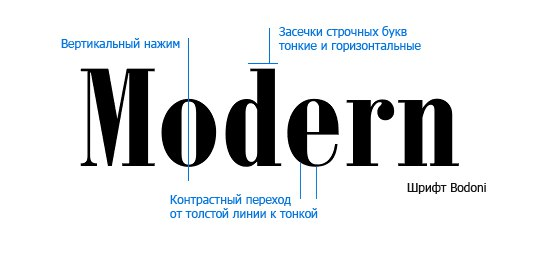 Засечки строчных букв
тонкие и горизонтальные
Вертикальный нажим
Modern
Контрастный переход
от толстой линии к тонкой
Шрифт Bodoni